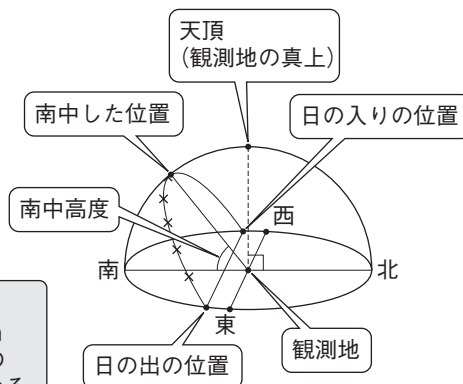 天頂
(観測地の真上)
南中した位置
日の入りの位置
南中高度
西
南
北
東
日の出の位置
観測地